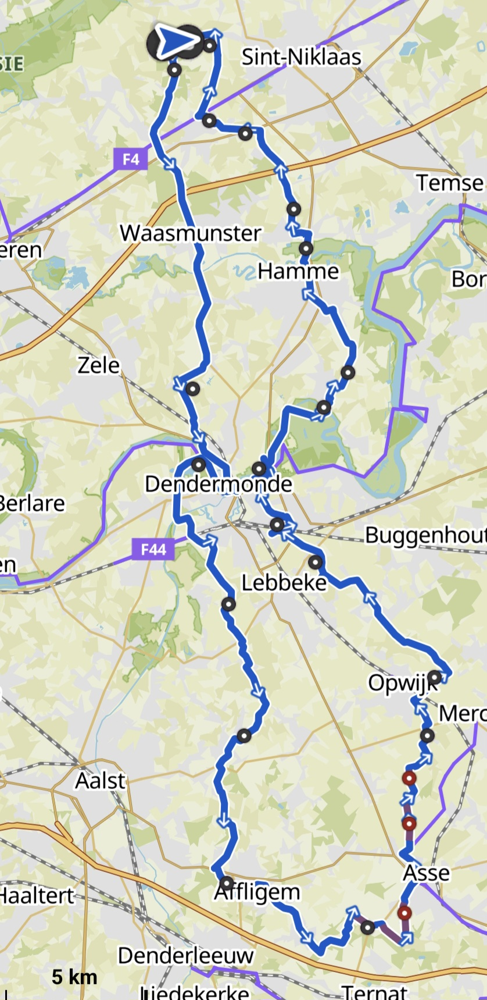 SIE
Sint-Niklaas
F4
Temse
Waasmunster
eren
Hamme
Bor
Zele
Dendermonde
Berlare
Buggenhout
F44
en
Lebbeke
Opwijk
Merc
Aalst
Asse
Affligem
Haaltert
Denderleeuw
5 km
Liedekerke
Ternat